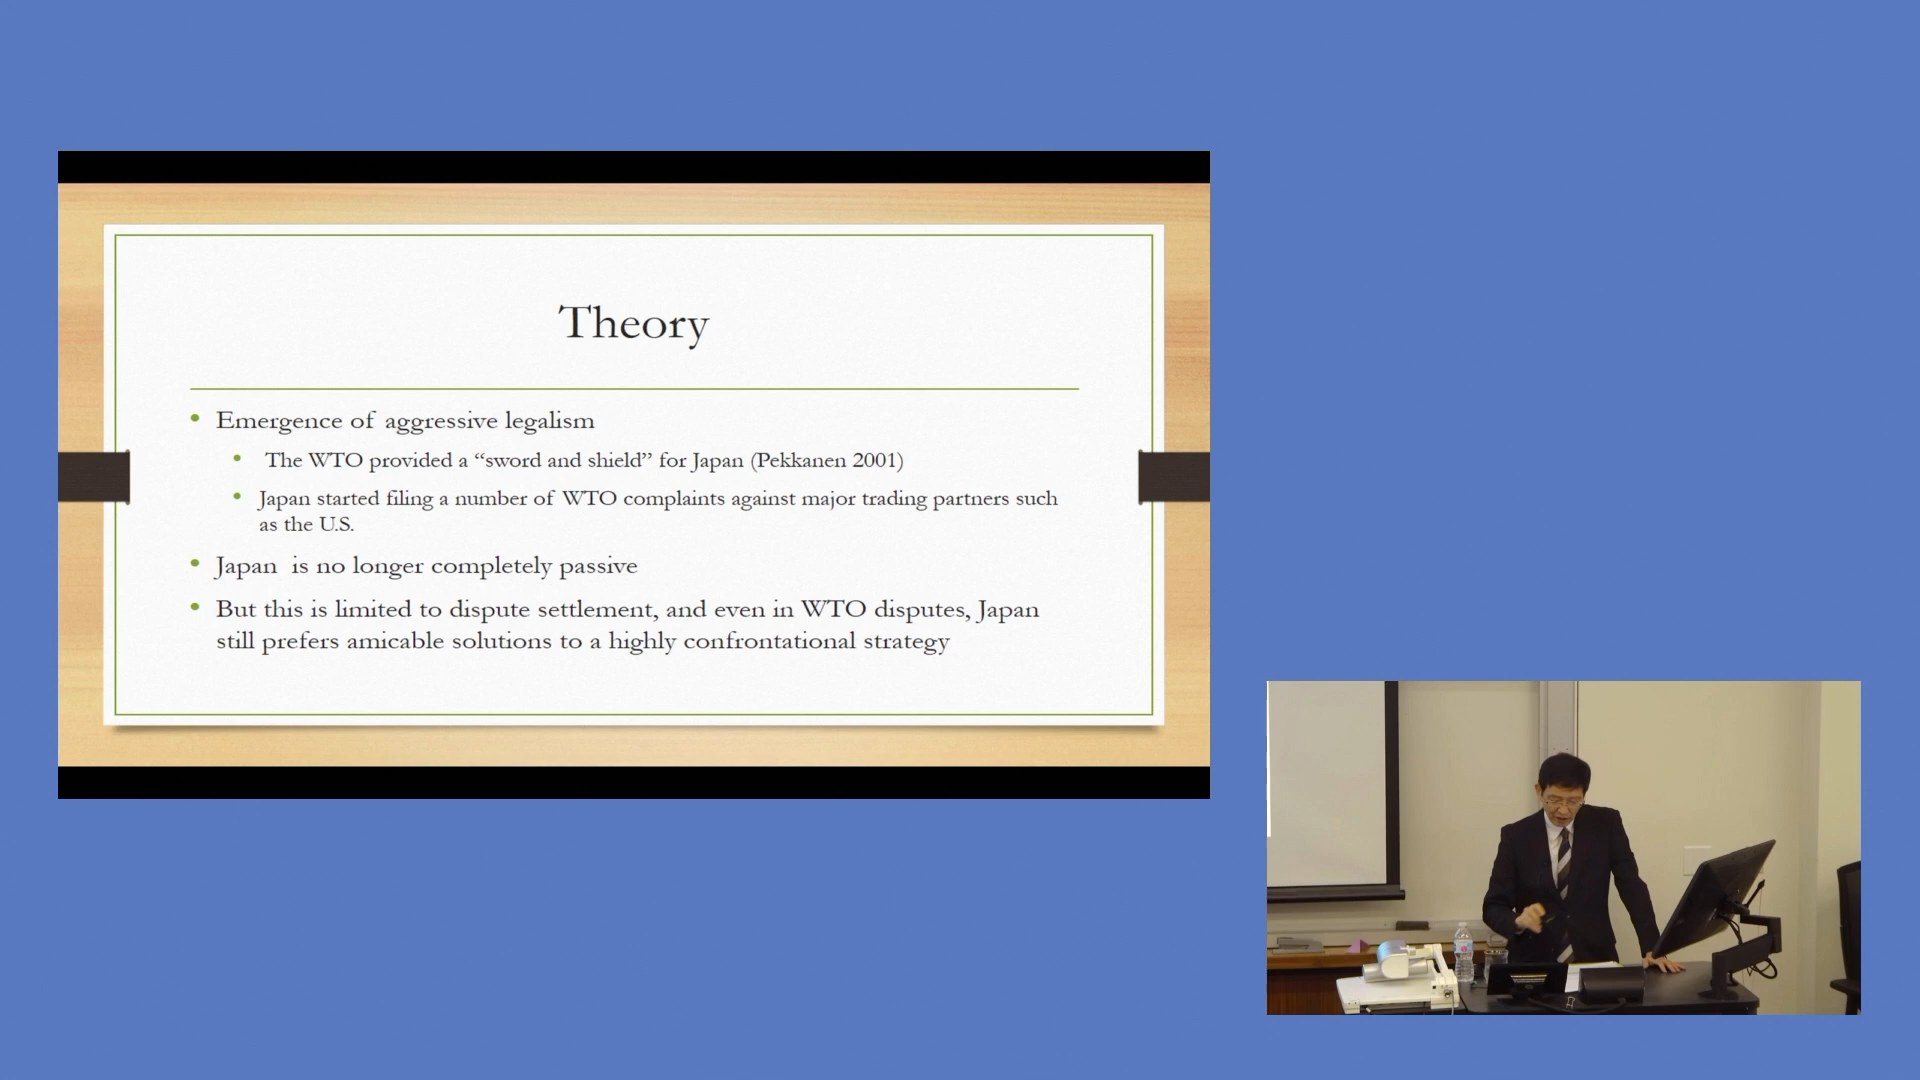 Theory
• Emergence of aggressive legalism
• The WTO provided a “sword and shield” for Japan (Pekkanen 2001)
• Japan started filing a number of WTO complaints against major trading partners such
as the U.S.
• Japan is no longer completely passive
• But this is limited to dispute settlement, and even in WTO disputes, Japan
still prefers amicable solutions to a highly confrontational strategy